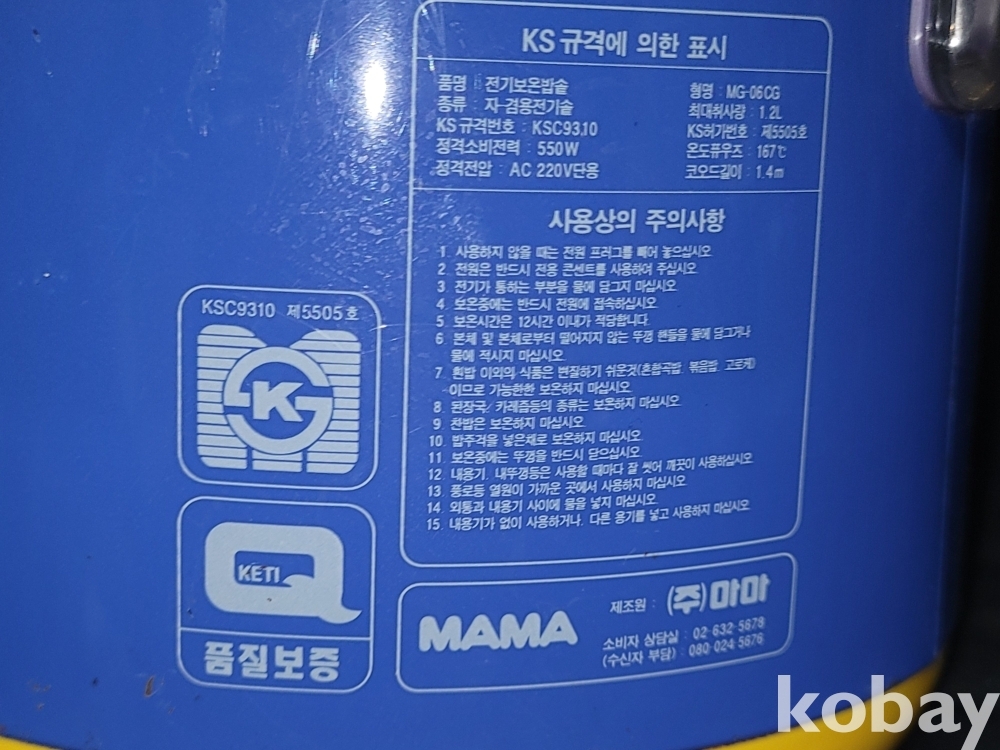 KS 규격에 의한 표시
품명 : 전기보온밥솥
종류 : 자·겸용전기솥
KS 규격번호 : KSC9310
정격소비전력 : 550W
정격전압 : AC 220V단용
형명 : MG-06CG
최대취사량 : 1.2L
KS허가번호 : 제5505호
온도퓨우즈 : 167℃
코오드길이 : 1.4m
사용상의 주의사항
1. 사용하지 않을 때는 전원 프러그를 빼어 놓으십시오.
2. 전원은 반드시 전용 콘센트를 사용하여 주십시오.
3. 전기가 통하는 부분을 물에 담그지 마십시오.
4. 보온중에는 반드시 전원에 접속하십시오.
5. 보온시간은 12시간 이내가 적당합니다.
6. 본체 및 본체로부터 떨어지지 않는 뚜껑 핸들을 물에 담그거나
물에 적시지 마십시오.
7. 흰밥 이외의 식품은 변질하기 쉬운것(혼합곡밥, 볶음밥, 고로케)
이므로 가능한한 보온하지 마십시오.
8. 된장국/카레즙등의 종류는 보온하지 마십시오.
9. 찬밥은 보온하지 마십시오.
10. 밥주걱을 넣은채로 보온하지 마십시오.
11. 보온중에는 뚜껑을 반드시 닫으십시오.
12. 내용기, 내뚜껑등은 사용할 때마다 잘 씻어 깨끗이 사용하십시오.
13. 풍로등 열원이 가까운 곳에서 사용하지 마십시오.
14. 외통과 내용기 사이에 물을 넣지 마십시오.
15. 내용기가 없이 사용하거나, 다른 용기를 넣고 사용하지 마십시오.
KSC9310 제5505호
K
KETI
Q
품질보증
MAMA
제조원 : (주)마마
소비자 상담실 : 02-632-5678
(수신자 부담) : 080-024-5676
kobay